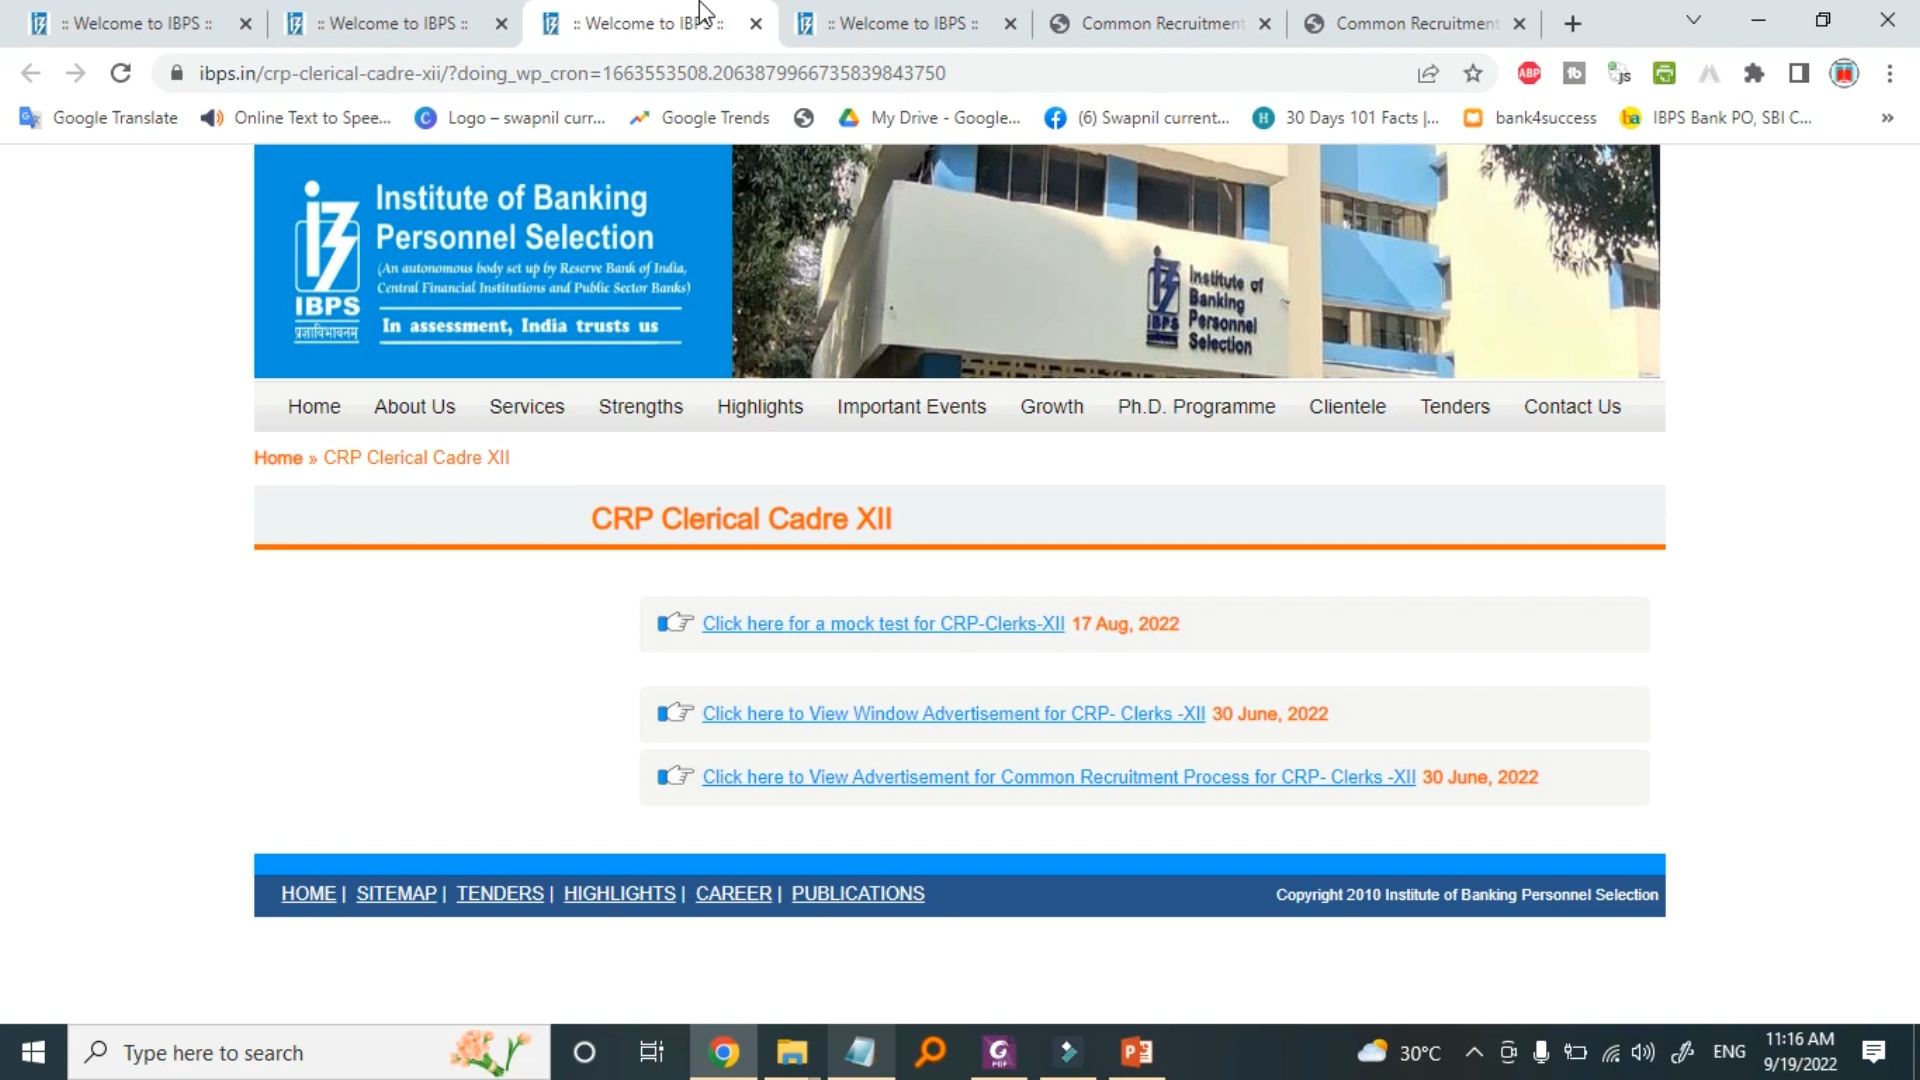 :: Welcome to IBPS ::
:: Welcome to IBPS ::
:: Welcome to IBPS ::
:: Welcome to IBPS ::
Common Recruitment
Common Recruitment
ibps.in/crp-clerical-cadre-xii/?doing_wp_cron=1663553508.2063879966735839843750
ABP
tb
js
Google Translate
Online Text to Spee...
Logo – swapnil curr...
Google Trends
My Drive - Google...
(6) Swapnil current...
30 Days 101 Facts |...
bank4success
IBPS Bank PO, SBI C...
»
Institute of Banking
Personnel Selection
(An autonomous body set up by Reserve Bank of India,
Central Financial Institutions and Public Sector Banks)
IBPS
In assessment, India trusts us
Institute of
Banking
Personnel
Selection
IBPS
Home About Us Services Strengths Highlights Important Events Growth Ph.D. Programme Clientele Tenders Contact Us
Home » CRP Clerical Cadre XII
CRP Clerical Cadre XII
Click here for a mock test for CRP-Clerks-XII 17 Aug, 2022
Click here to View Window Advertisement for CRP- Clerks -XII 30 June, 2022
Click here to View Advertisement for Common Recruitment Process for CRP- Clerks -XII 30 June, 2022
HOME | SITEMAP | TENDERS | HIGHLIGHTS | CAREER | PUBLICATIONS
Copyright 2010 Institute of Banking Personnel Selection
Type here to search
30°C
ENG
11:16 AM
9/19/2022